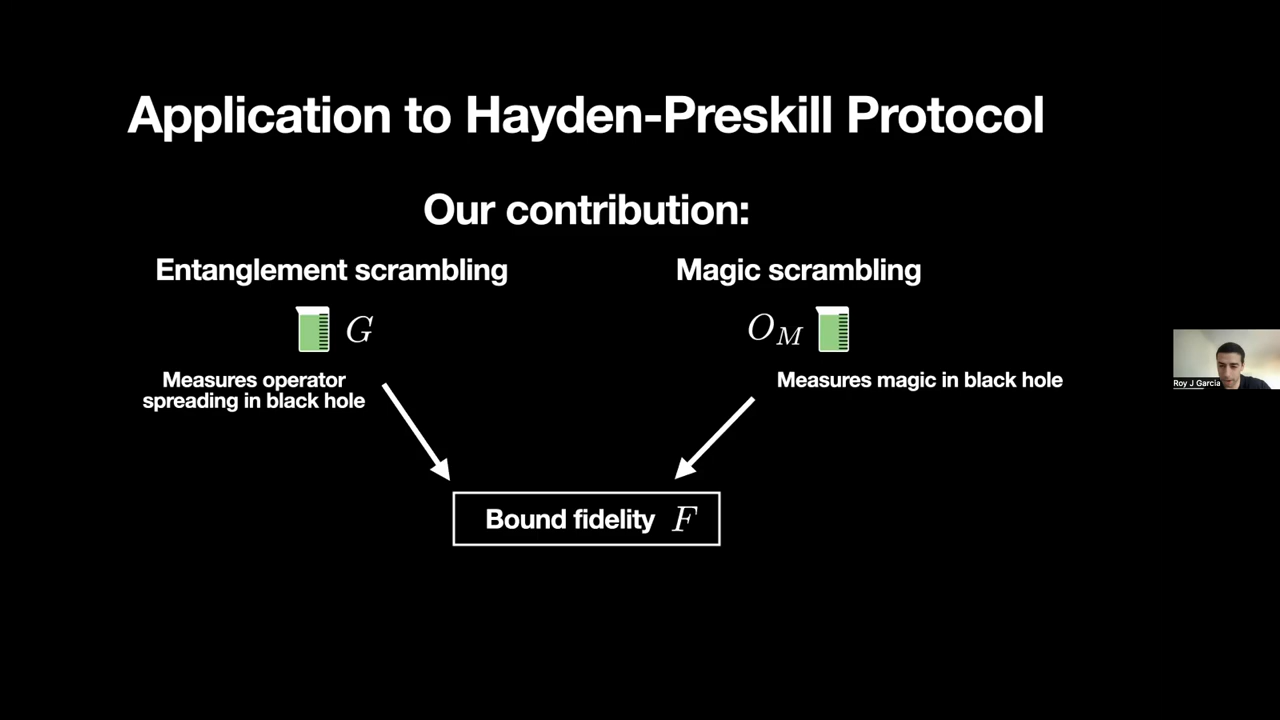 Application to Hayden-Preskill Protocol
Our contribution:
Entanglement scrambling
Magic scrambling
G
O_M
Measures operator
spreading in black hole
Measures magic in black hole
Bound fidelity F
Roy J Garcia